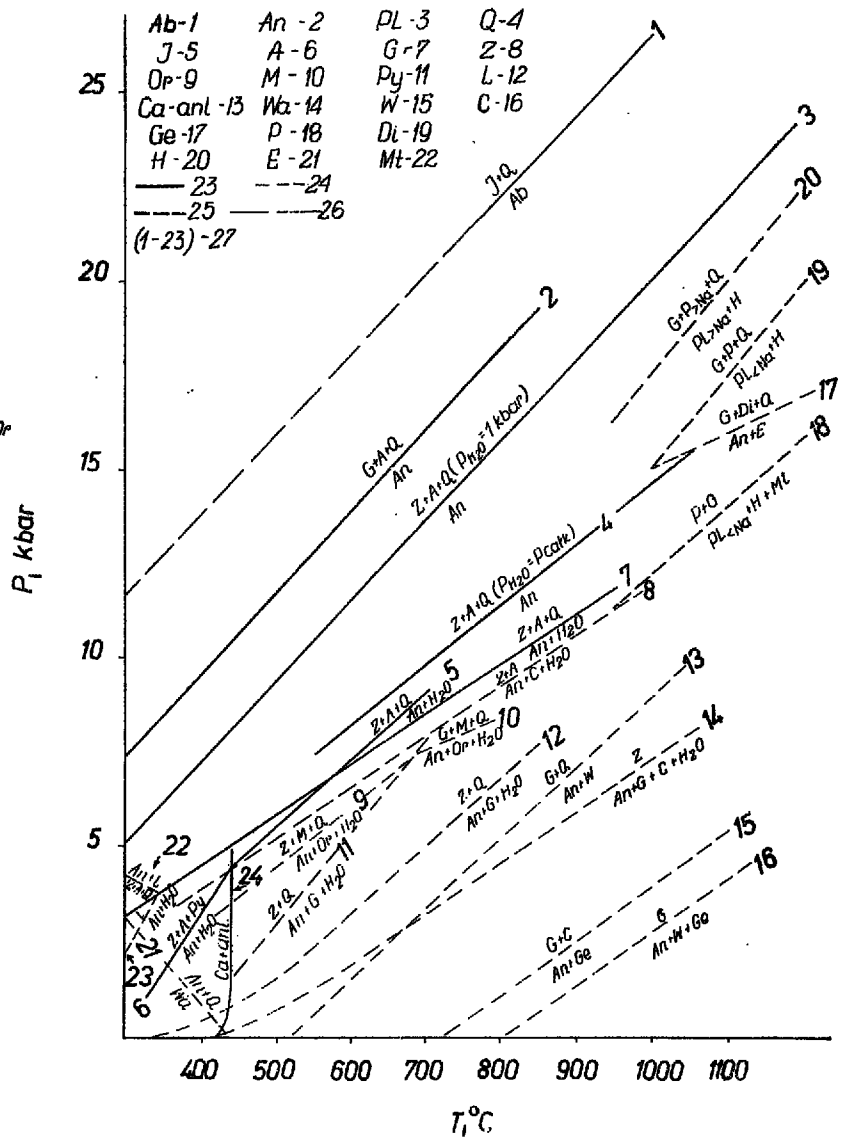 Ab-1 An-2 PL-3 Q-4
J-5 A-6 Gr-7 Z-8
Or-9 M-10 Py-11 L-12
Ca-anl-13 Wa-14 W-15 C-16
Ge-17 P-18 Di-19
H-20 E-21 Mt-22
23 24
25 26
(1-23)-27
25
20
15
10
5
P, kbar
1
J+Q
Ab
2
G+A+Q
An
3
Z+A+Q (PH2O=1 kbar)
An
20
G+P>Na+Q
PL>Na+H
19
G+P+Q
PL<Na+H
17
G+Di+Q
An+E
18
P+Q
PL<Na+H+Mt
4
Z+A+Q (PH2O=Pcalk)
An
7
Z+A+Q
An+H2O
8
Z+A
An+C+H2O
5
Z+A+Q
An+H2O
10
G+M+Q
An+Or+H2O
9
Z+M+Q
An+Or+H2O
11
Z+Q
An+G+H2O
12
Z+Q
An+G+H2O
13
G+Q
An+W
14
Z
An+G+C+H2O
15
G+C
An+Ge
16
G
An+W+Ge
22
An+L
An+H2O
Z+A+Py
An+H2O
24
Ca+anl.
21
An+Q
Wa
23
6
400 500 600 700 800 900 1000 1100
T, °C